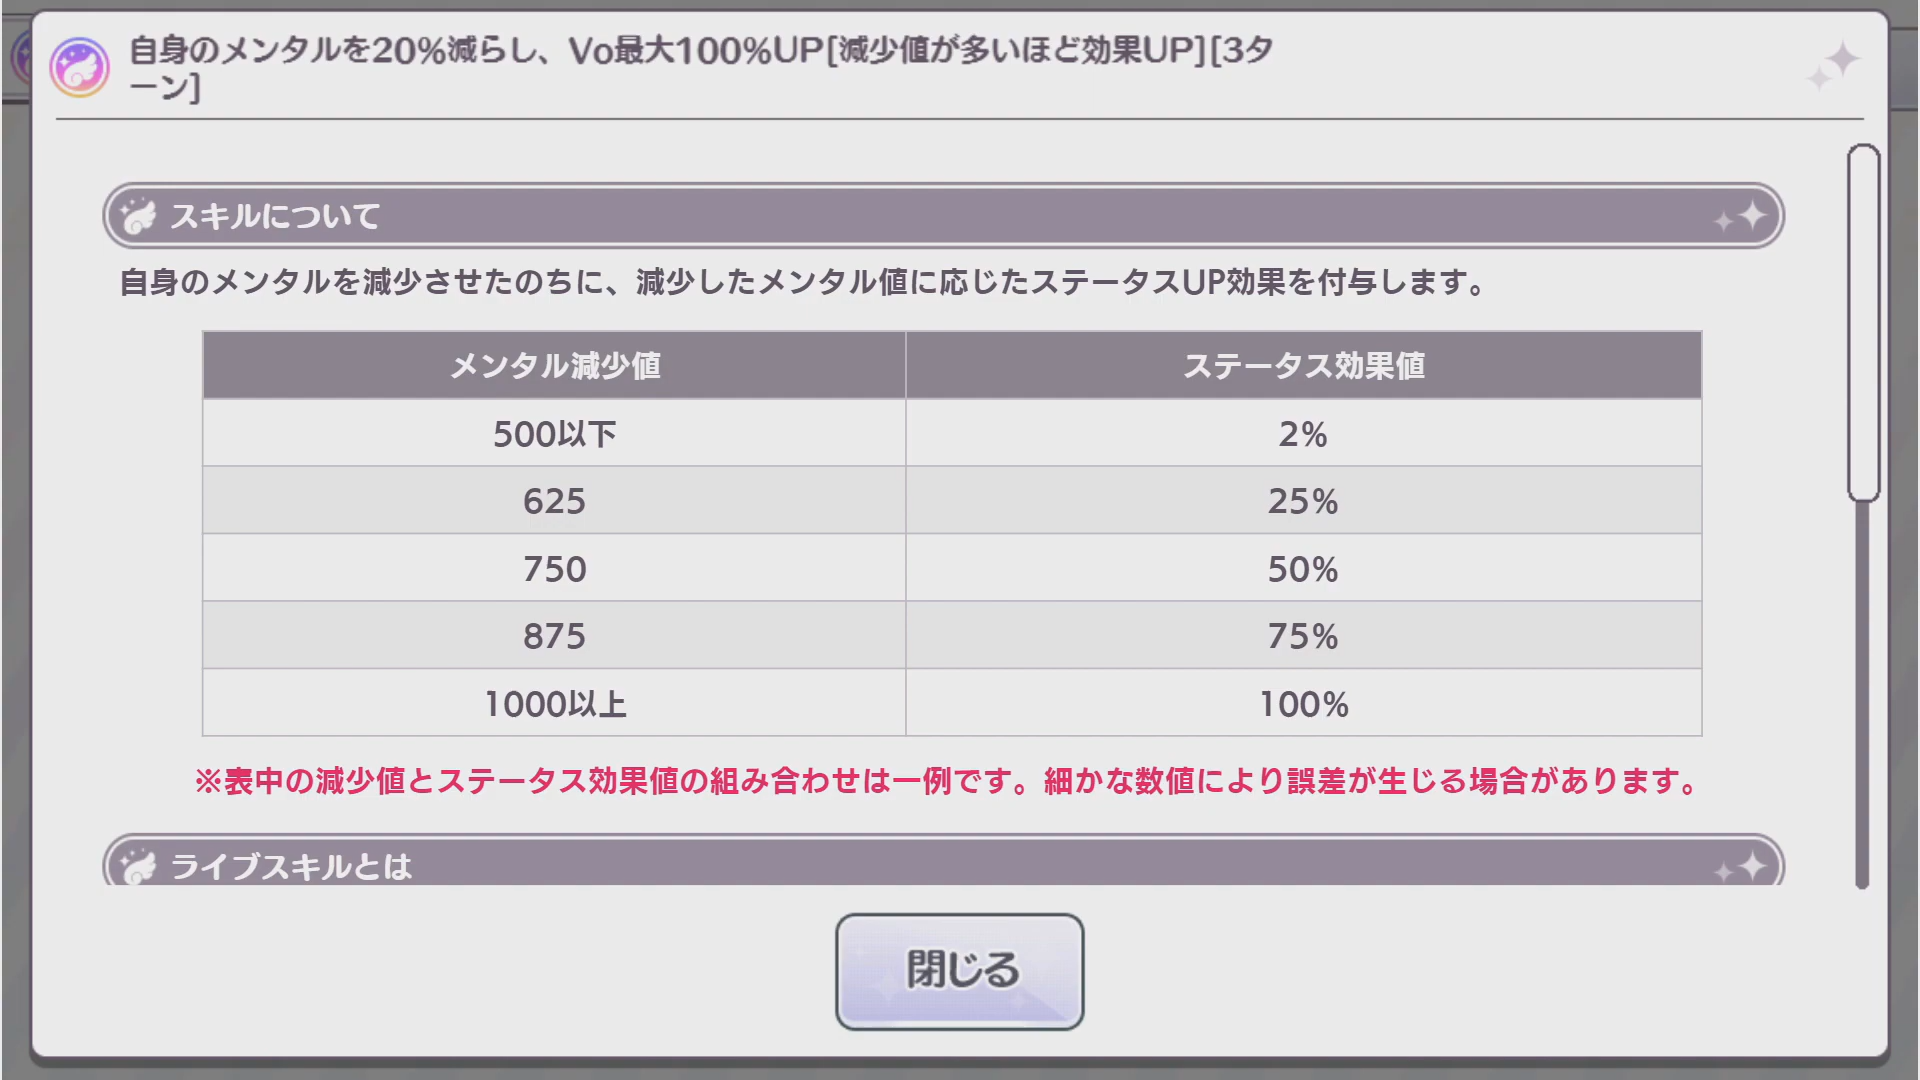 自身のメンタルを20%減らし、Vo最大100%UP[減少値が多いほど効果UP][3タ
ーン]
スキルについて
自身のメンタルを減少させたのちに、減少したメンタル値に応じたステータスUP効果を付与します。
メンタル減少値 ステータス効果値
500以下 2%
625 25%
750 50%
875 75%
1000以上 100%
※表中の減少値とステータス効果値の組み合わせは一例です。細かな数値により誤差が生じる場合があります。
ライブスキルとは
閉じる